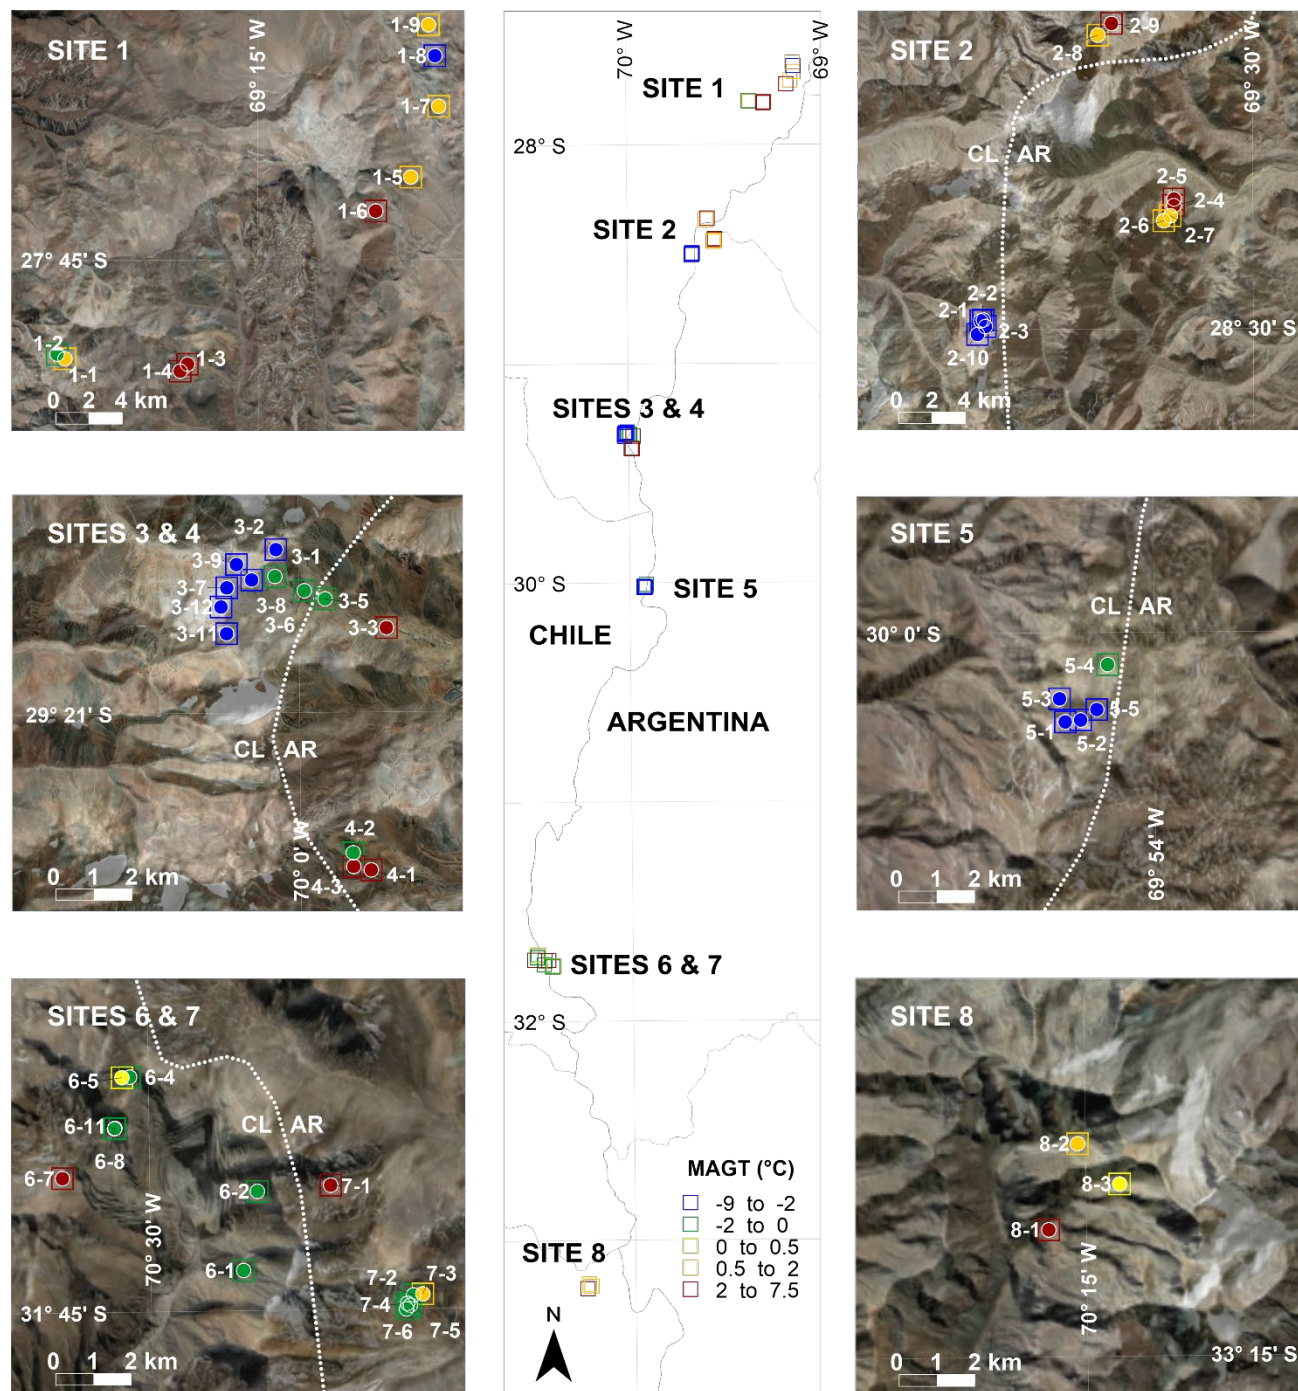 SITE 1
69° 15' W
1-9
1-8
1-7
1-5
1-6
27° 45' S
1-2
1-1
1-3
1-4
0 2 4 km
70° W
69° W
SITE 1
28° S
SITE 2
SITES 3 & 4
30° S
SITE 5
CHILE
ARGENTINA
SITES 6 & 7
32° S
SITE 8
N
MAGT (°C)
-9 to -2
-2 to 0
0 to 0.5
0.5 to 2
2 to 7.5
SITE 2
2-9
2-8
69° 30' W
CL AR
2-5
2-4
2-6
2-7
2-2
2-1
2-3
2-10
28° 30' S
0 2 4 km
SITES 3 & 4
3-2
3-1
3-9
3-7
3-8
3-5
3-12
3-6
3-3
3-11
29° 21' S
CL AR
70° 0' W
4-2
4-3
4-1
0 1 2 km
SITE 5
CL AR
30° 0' S
5-4
5-3
5-5
5-1
5-2
69° 54' W
0 1 2 km
SITES 6 & 7
6-5
6-4
6-11
6-8
CL AR
6-7
6-2
7-1
70° 30' W
6-1
7-2
7-3
7-4
7-6
7-5
31° 45' S
0 1 2 km
SITE 8
8-2
8-3
8-1
70° 15' W
33° 15' S
0 1 2 km